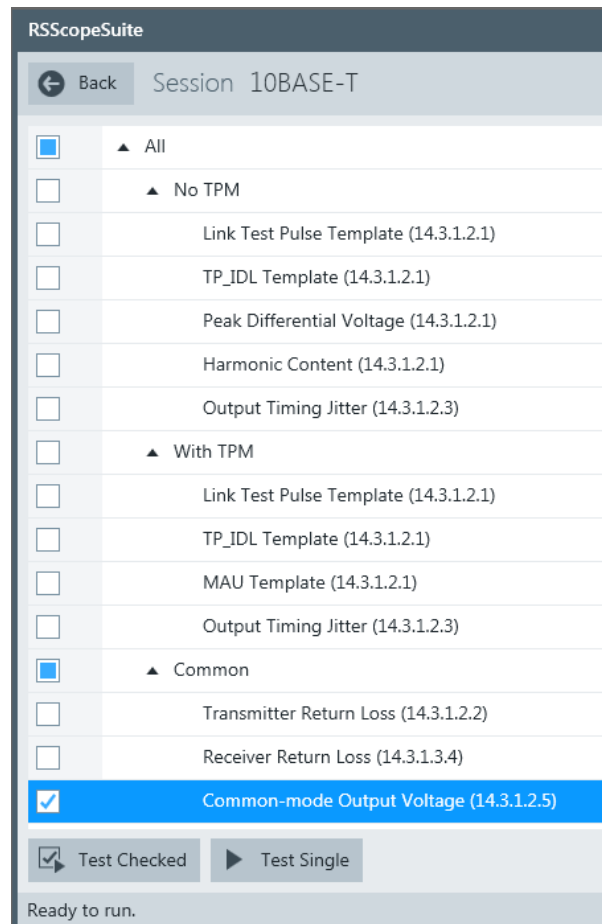 RSScopeSuite
Back Session 10BASE-T
All
No TPM
Link Test Pulse Template (14.3.1.2.1)
TP_IDL Template (14.3.1.2.1)
Peak Differential Voltage (14.3.1.2.1)
Harmonic Content (14.3.1.2.1)
Output Timing Jitter (14.3.1.2.3)
With TPM
Link Test Pulse Template (14.3.1.2.1)
TP_IDL Template (14.3.1.2.1)
MAU Template (14.3.1.2.1)
Output Timing Jitter (14.3.1.2.3)
Common
Transmitter Return Loss (14.3.1.2.2)
Receiver Return Loss (14.3.1.3.4)
Common-mode Output Voltage (14.3.1.2.5)
Test Checked Test Single
Ready to run.